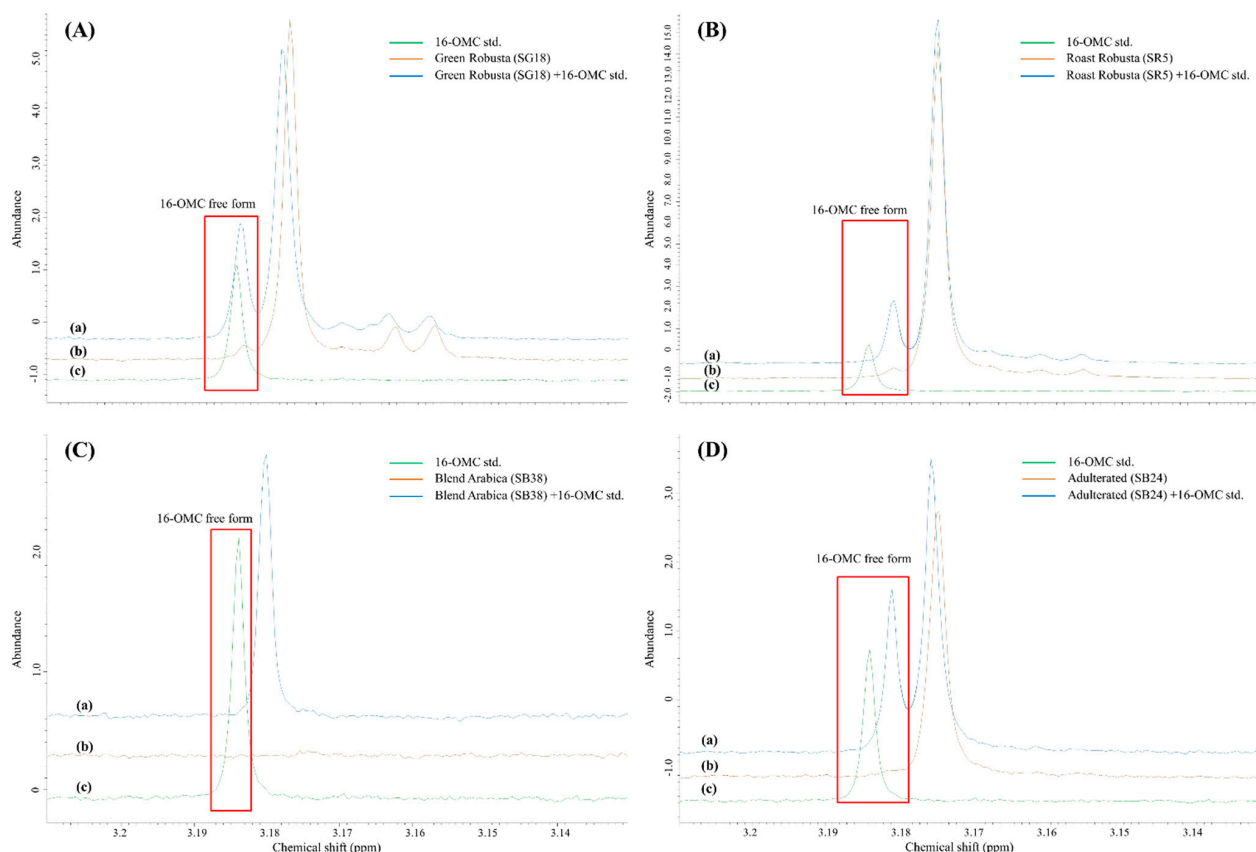 (A)
16-OMC std.
Green Robusta (SG18)
Green Robusta (SG18) +16-OMC std.
16-OMC free form
Abundance
5.0
4.0
3.0
2.0
1.0
0
-1.0
(a)
(b)
(c)
(B)
16-OMC std.
Roast Robusta (SR5)
Roast Robusta (SR5) +16-OMC std.
16-OMC free form
Abundance
15.0
13.0
12.0
11.0
10.0
9.0
8.0
7.0
6.0
5.0
4.0
3.0
2.0
1.0
0
-1.0
-2.0
(a)
(b)
(c)
(C)
16-OMC std.
Blend Arabica (SB38)
Blend Arabica (SB38) +16-OMC std.
16-OMC free form
Abundance
2.0
1.0
0
(a)
(b)
(c)
3.2 3.19 3.18 3.17 3.16 3.15 3.14
Chemical shift (ppm)
(D)
16-OMC std.
Adulterated (SB24)
Adulterated (SB24) +16-OMC std.
16-OMC free form
Abundance
3.0
2.0
1.0
0
-1.0
(a)
(b)
(c)
3.2 3.19 3.18 3.17 3.16 3.15 3.14
Chemical shift (ppm)